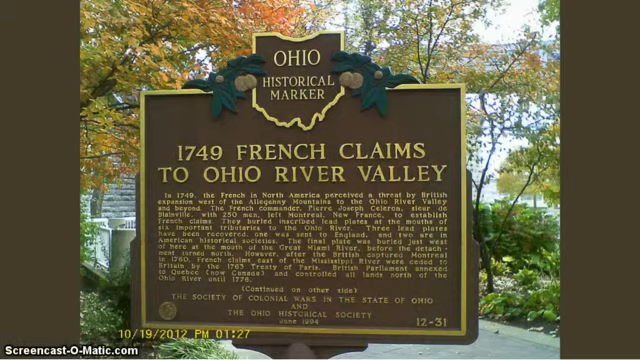 OHIO
HISTORICAL
MARKER
1749 FRENCH CLAIMS
TO OHIO RIVER VALLEY
In 1749, the French in North America perceived a threat by British
expansion west of the Allegheny Mountains to the Ohio River Valley
and beyond. The French commander, Pierre Joseph Celoron, sieur de
Blainville, with 250 men, left Montreal, New France, to establish
French claims. They buried inscribed lead plates at the mouths of
six important tributaries to the Ohio River. Three lead plates
have been recovered, one was sent to England, and two are in
American historical societies. The final plate was buried just west
of here at the mouth of the Great Miami River, before the detach-
ment turned north. However, after the British captured Montreal
in 1760, French claims east of the Mississippi River were ceded to
Britain by the 1763 Treaty of Paris. British Parliament annexed
to Quebec (now Canada) and controlled all lands north of the
Ohio River until 1776.
(Continued on other side)
THE SOCIETY OF COLONIAL WARS IN THE STATE OF OHIO
AND
THE OHIO HISTORICAL SOCIETY
June 1994
12-31
10/19/2012 PM 01:27
Screencast-O-Matic.com